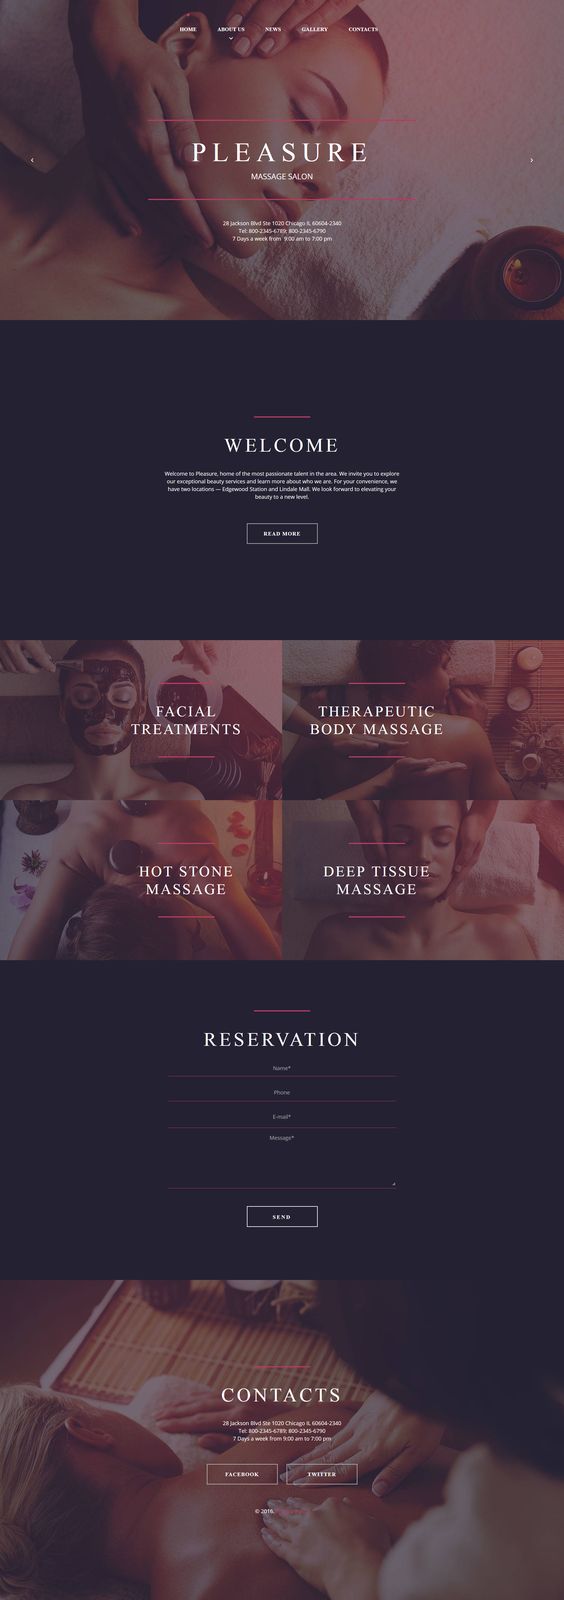 HOME ABOUT US NEWS GALLERY CONTACTS
PLEASURE
MASSAGE SALON
28 Jackson Blvd Ste 1020 Chicago IL 60604-2340
Tel: 800-2345-6789; 800-2345-6790
7 Days a week from 9:00 am to 7:00 pm
WELCOME
Welcome to Pleasure, home of the most passionate talent in the area. We invite you to explore
our exceptional beauty services and learn more about who we are. For your convenience, we
have two locations — Edgewood Station and Lindale Mall. We look forward to elevating your
beauty to a new level.
READ MORE
FACIAL
TREATMENTS
THERAPEUTIC
BODY MASSAGE
HOT STONE
MASSAGE
DEEP TISSUE
MASSAGE
RESERVATION
Name*
Phone
E-mail*
Message*
SEND
CONTACTS
28 Jackson Blvd Ste 1020 Chicago IL 60604-2340
Tel: 800-2345-6789; 800-2345-6790
7 Days a week from 9:00 am to 7:00 pm
FACEBOOK TWITTER
© 2016.